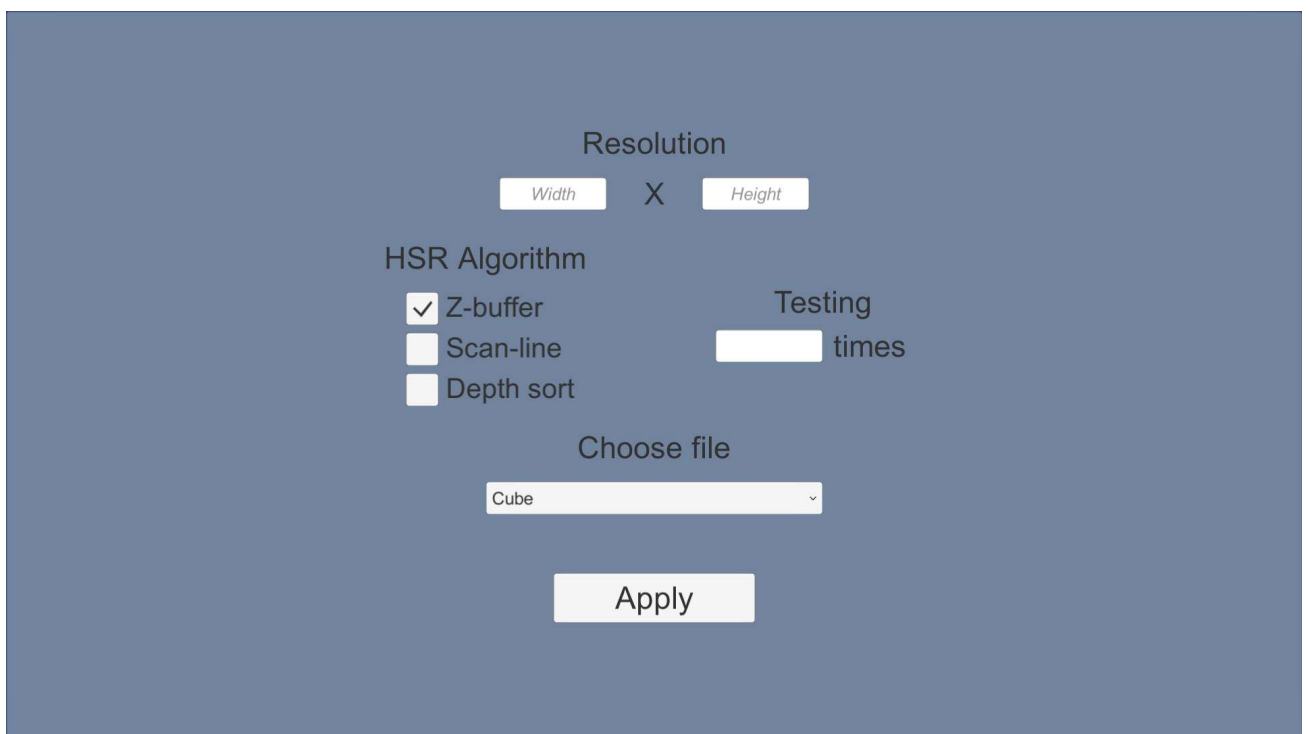 Resolution
Width X Height
HSR Algorithm
Z-buffer
Scan-line
Depth sort
Testing
times
Choose file
Cube
Apply